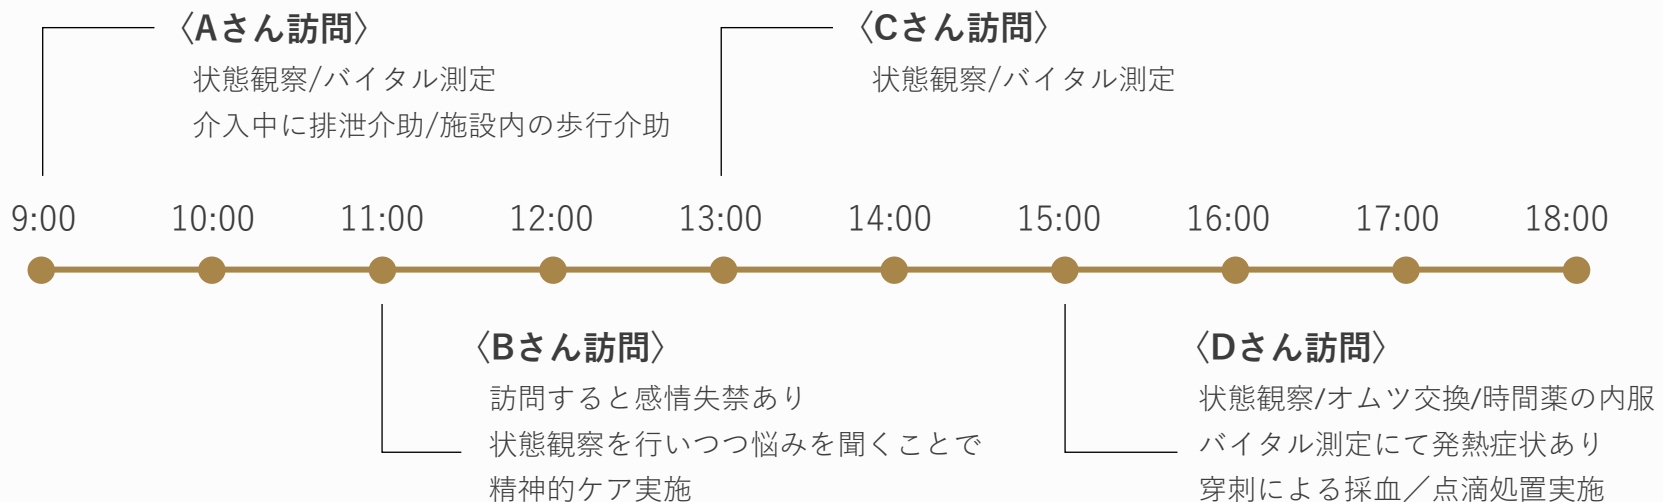 〈Aさん訪問〉
状態観察/バイタル測定
介入中に排泄介助/施設内の歩行介助
〈Cさん訪問〉
状態観察/バイタル測定
9:00 10:00 11:00 12:00 13:00 14:00 15:00 16:00 17:00 18:00
〈Bさん訪問〉
訪問すると感情失禁あり
状態観察を行いつつ悩みを聞くことで
精神的ケア実施
〈Dさん訪問〉
状態観察/オムツ交換/時間薬の内服
バイタル測定にて発熱症状あり
穿刺による採血／点滴処置実施